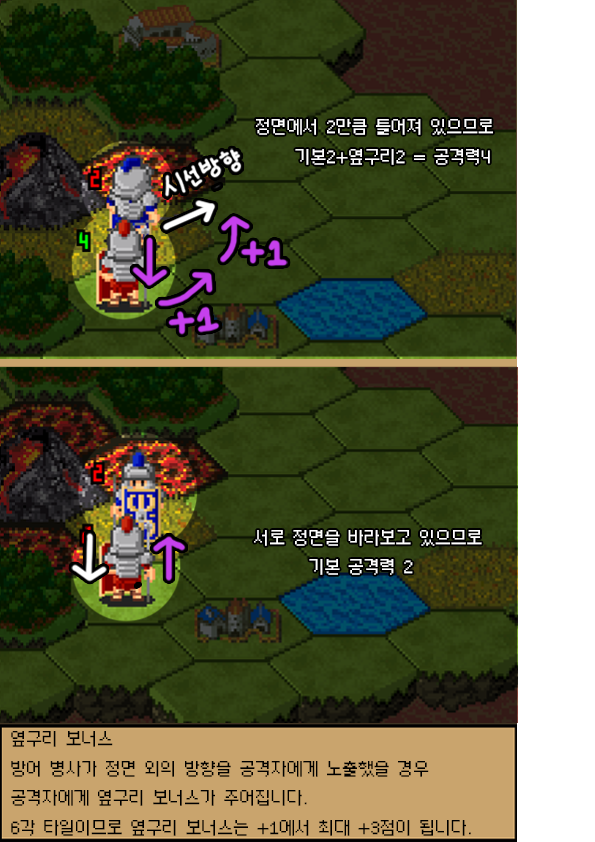 정면에서 2만큼 틀어져 있으므로
기본2+옆구리2 = 공격력4
2
시선방향
4
+1
+1
2
서로 정면을 바라보고 있으므로
기본 공격력 2
옆구리 보너스
방어 병사가 정면 외의 방향을 공격자에게 노출했을 경우
공격자에게 옆구리 보너스가 주어집니다.
6각 타일이므로 옆구리 보너스는 +1에서 최대 +3점이 됩니다.